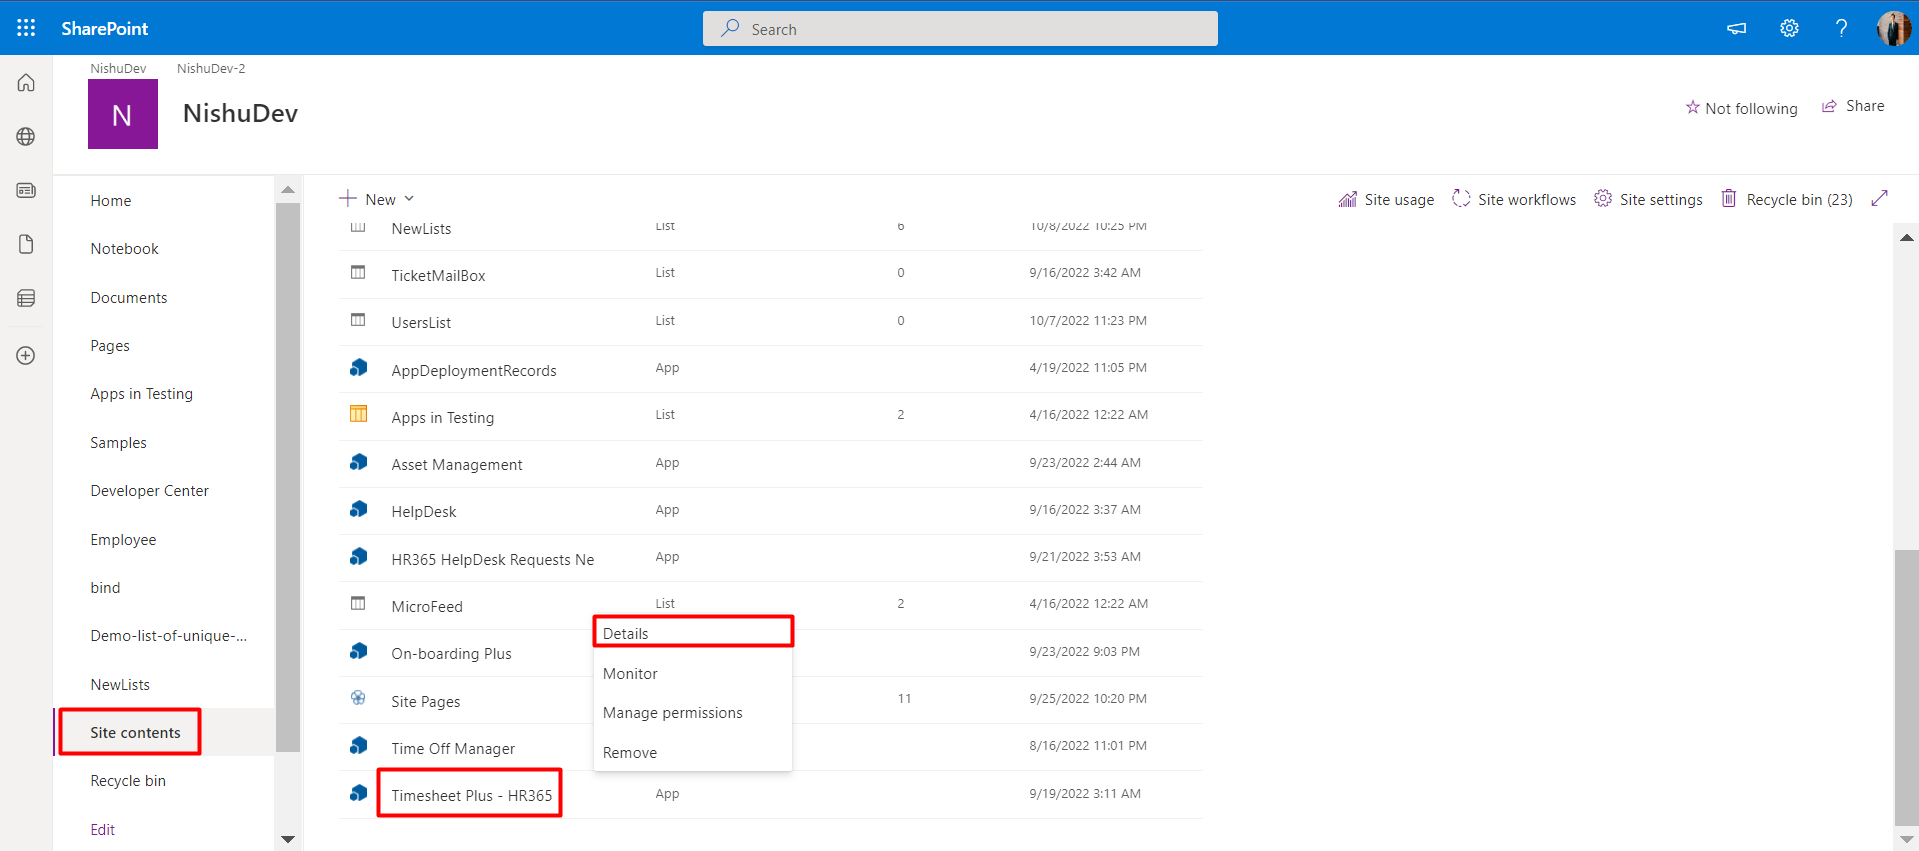 SharePoint
Search
NishuDev NishuDev-2
N
NishuDev
Not following Share
Home
Notebook
Documents
Pages
Apps in Testing
Samples
Developer Center
Employee
bind
Demo-list-of-unique-...
NewLists
Site contents
Recycle bin
Edit
New
Site usage Site workflows Site settings Recycle bin (23)
NewLists List 6 10/8/2022 10:25 PM
TicketMailBox List 0 9/16/2022 3:42 AM
UsersList List 0 10/7/2022 11:23 PM
AppDeploymentRecords App 4/19/2022 11:05 PM
Apps in Testing List 2 4/16/2022 12:22 AM
Asset Management App 9/23/2022 2:44 AM
HelpDesk App 9/16/2022 3:37 AM
HR365 HelpDesk Requests Ne App 9/21/2022 3:53 AM
MicroFeed List 2 4/16/2022 12:22 AM
On-boarding Plus 9/23/2022 9:03 PM
Site Pages 11 9/25/2022 10:20 PM
Time Off Manager 8/16/2022 11:01 PM
Timesheet Plus - HR365 App 9/19/2022 3:11 AM
Details
Monitor
Manage permissions
Remove